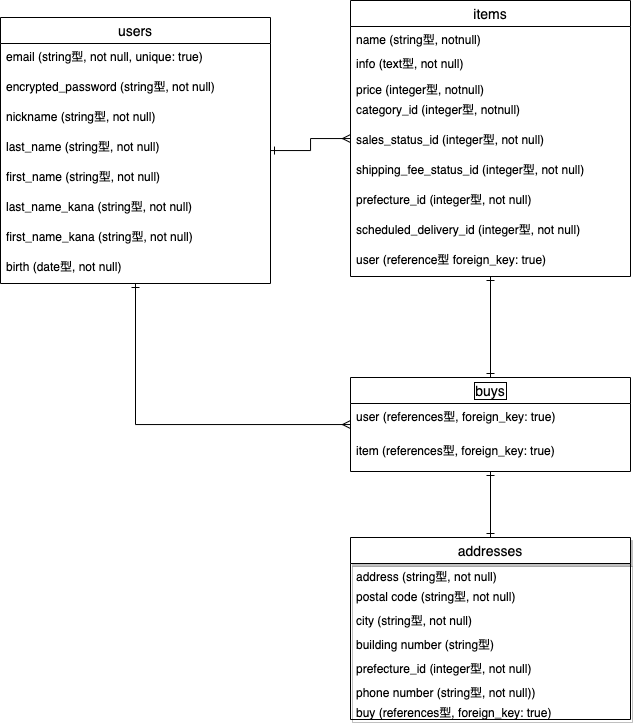 users
email (string型, not null, unique: true)
encrypted_password (string型, not null)
nickname (string型, not null)
last_name (string型, not null)
first_name (string型, not null)
last_name_kana (string型, not null)
first_name_kana (string型, not null)
birth (date型, not null)
items
name (string型, notnull)
info (text型, not null)
price (integer型, notnull)
category_id (integer型, notnull)
sales_status_id (integer型, not null)
shipping_fee_status_id (integer型, not null)
prefecture_id (integer型, not null)
scheduled_delivery_id (integer型, not null)
user (reference型 foreign_key: true)
buys
user (references型, foreign_key: true)
item (references型, foreign_key: true)
addresses
address (string型, not null)
postal code (string型, not null)
city (string型, not null)
building number (string型)
prefecture_id (integer型, not null)
phone number (string型, not null))
buy (references型, foreign_key: true)